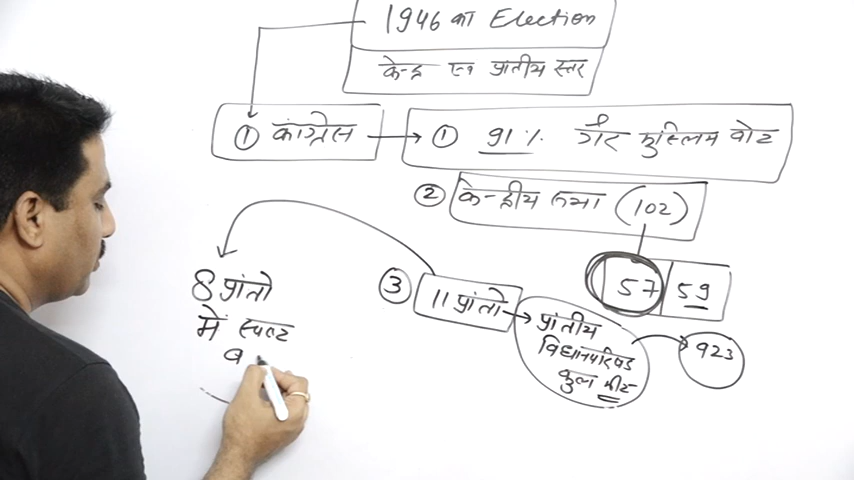 1946 का Election
केन्द्र एवं प्रांतीय स्तर
① कांग्रेस → ① 91% गैर मुस्लिम वोट
② केन्द्रीय सभा (102)
57 59
③ 11 प्रांतो → प्रांतीय
विधानपरिषद
कुल सीट
923
8 प्रांतो
में स्पष्ट
ब